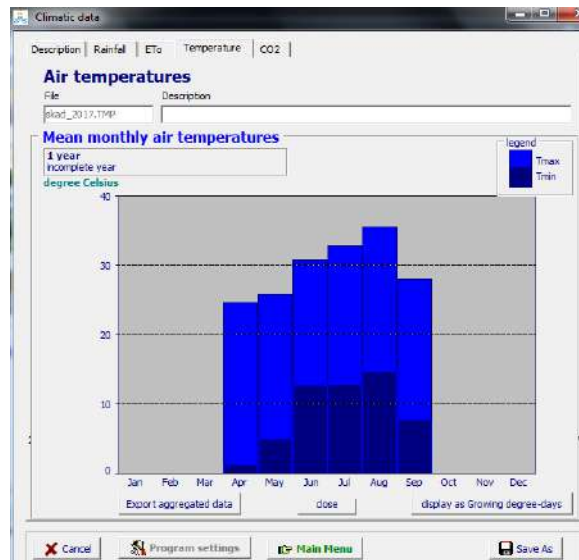 Climatic data
Description Rainfall ETo Temperature CO2
Air temperatures
File Description
Mean monthly air temperatures
1 year
incomplete year
degree Celsius
legend
Tmax
Tmin
40
30
20
10
0
Jan Feb Mar Apr May Jun Jul Aug Sep Oct Nov Dec
Export aggregated data close display as Growing degree-days
Cancel Program settings Main Menu Save As